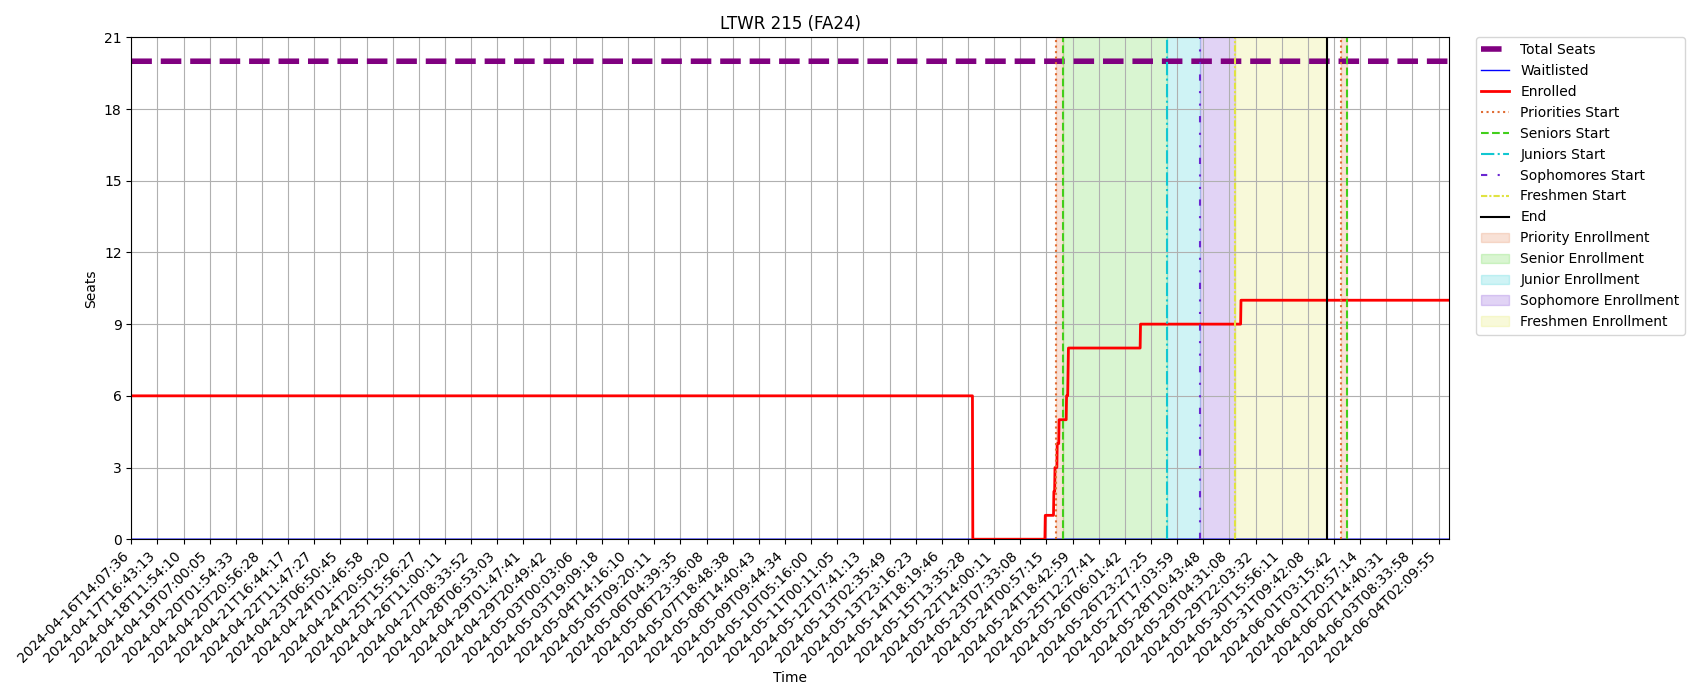 LTWR 215 (FA24)
21
18
15
12
9
6
3
0
Seats
2024-04-16T14:07:36
2024-04-17T16:43:13
2024-04-18T11:54:10
2024-04-19T07:00:05
2024-04-20T01:54:33
2024-04-20T20:56:28
2024-04-21T16:44:17
2024-04-22T11:47:27
2024-04-23T06:50:45
2024-04-24T01:46:58
2024-04-24T20:50:20
2024-04-25T15:56:27
2024-04-26T11:00:11
2024-04-27T08:33:52
2024-04-28T06:53:03
2024-04-29T01:47:41
2024-04-29T20:49:42
2024-05-03T00:03:06
2024-05-03T19:09:18
2024-05-04T14:16:10
2024-05-05T09:20:11
2024-05-06T04:39:35
2024-05-06T23:36:08
2024-05-07T18:48:38
2024-05-08T14:40:43
2024-05-09T09:44:34
2024-05-10T05:16:00
2024-05-11T00:11:05
2024-05-12T07:41:13
2024-05-13T02:35:49
2024-05-13T23:16:23
2024-05-14T18:19:46
2024-05-15T13:35:28
2024-05-22T14:00:11
2024-05-23T07:33:08
2024-05-24T00:57:15
2024-05-24T18:42:59
2024-05-25T12:27:41
2024-05-26T06:01:42
2024-05-26T23:27:25
2024-05-27T17:03:59
2024-05-28T10:43:48
2024-05-29T04:31:08
2024-05-29T22:03:32
2024-05-30T15:56:11
2024-05-31T09:42:08
2024-06-01T03:15:42
2024-06-01T20:57:14
2024-06-02T14:40:31
2024-06-03T08:33:58
2024-06-04T02:09:55
Time
Total Seats
Waitlisted
Enrolled
Priorities Start
Seniors Start
Juniors Start
Sophomores Start
Freshmen Start
End
Priority Enrollment
Senior Enrollment
Junior Enrollment
Sophomore Enrollment
Freshmen Enrollment